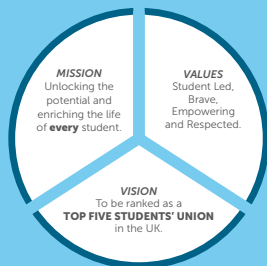 MISSION
Unlocking the
potential and
enriching the life
of every student.
VALUES
Student Led,
Brave,
Empowering
and Respected.
VISION
To be ranked as a
TOP FIVE STUDENTS' UNION
in the UK.